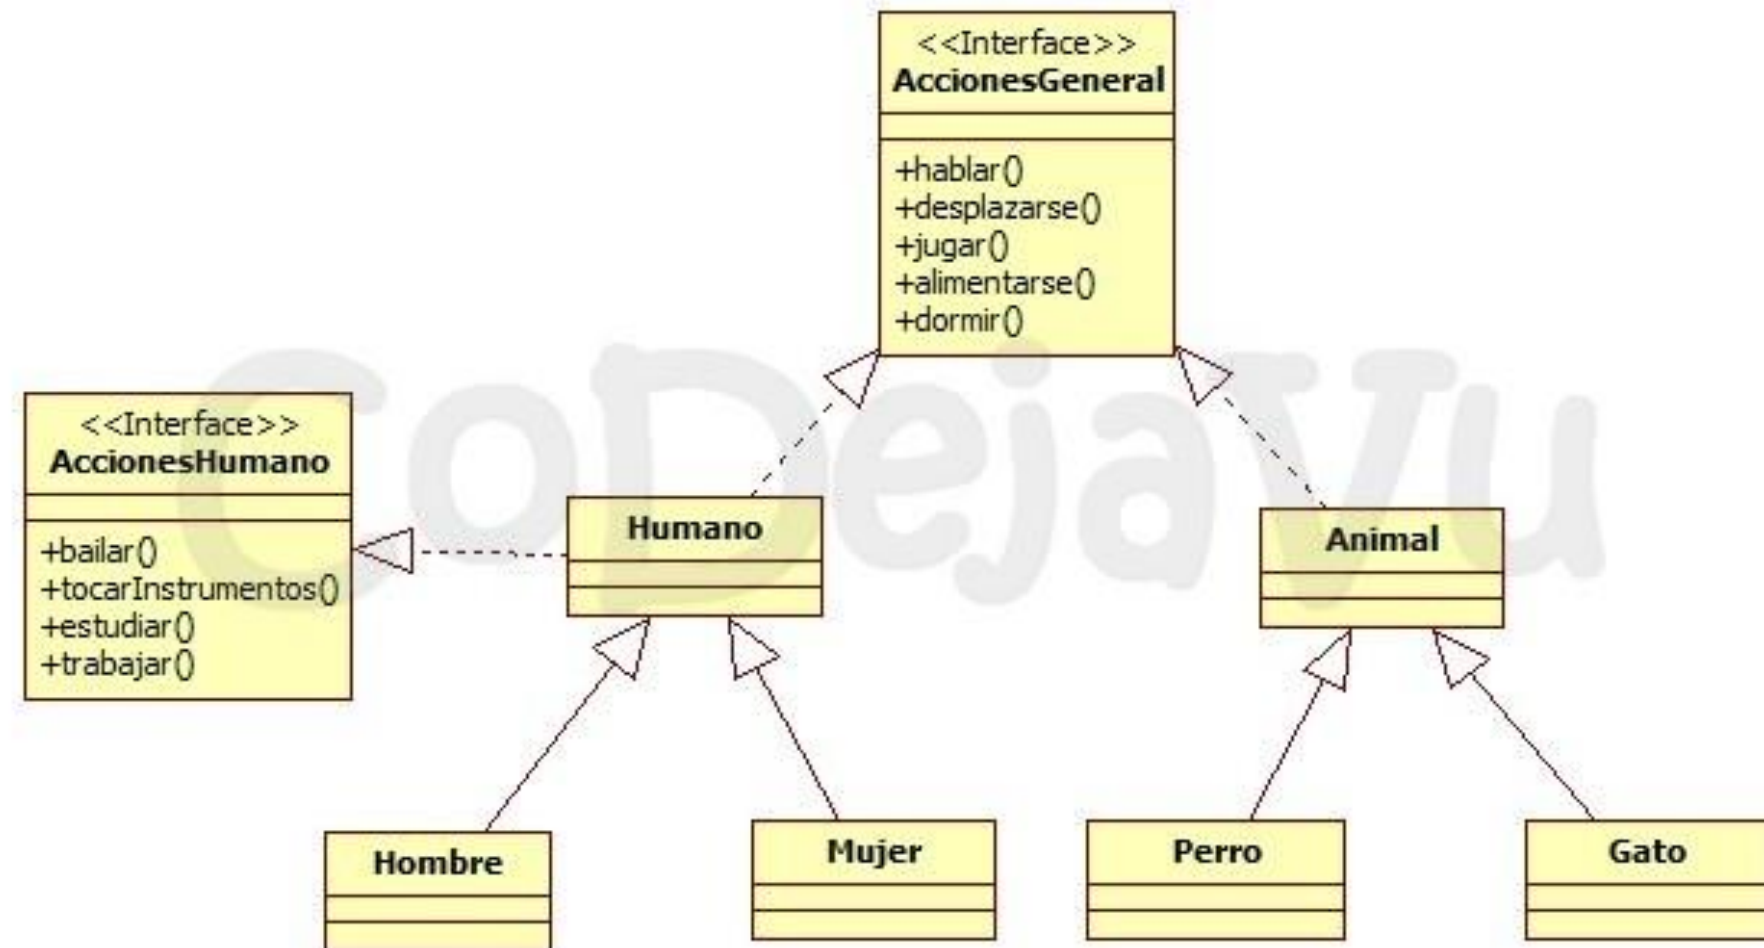 <<Interface>>
AccionesGeneral
+hablar()
+desplazarse()
+jugar()
+alimentarse()
+dormir()
<<Interface>>
AccionesHumano
+bailar()
+tocarInstrumentos()
+estudiar()
+trabajar()
Humano
Animal
Hombre
Mujer
Perro
Gato
CoDejaVu